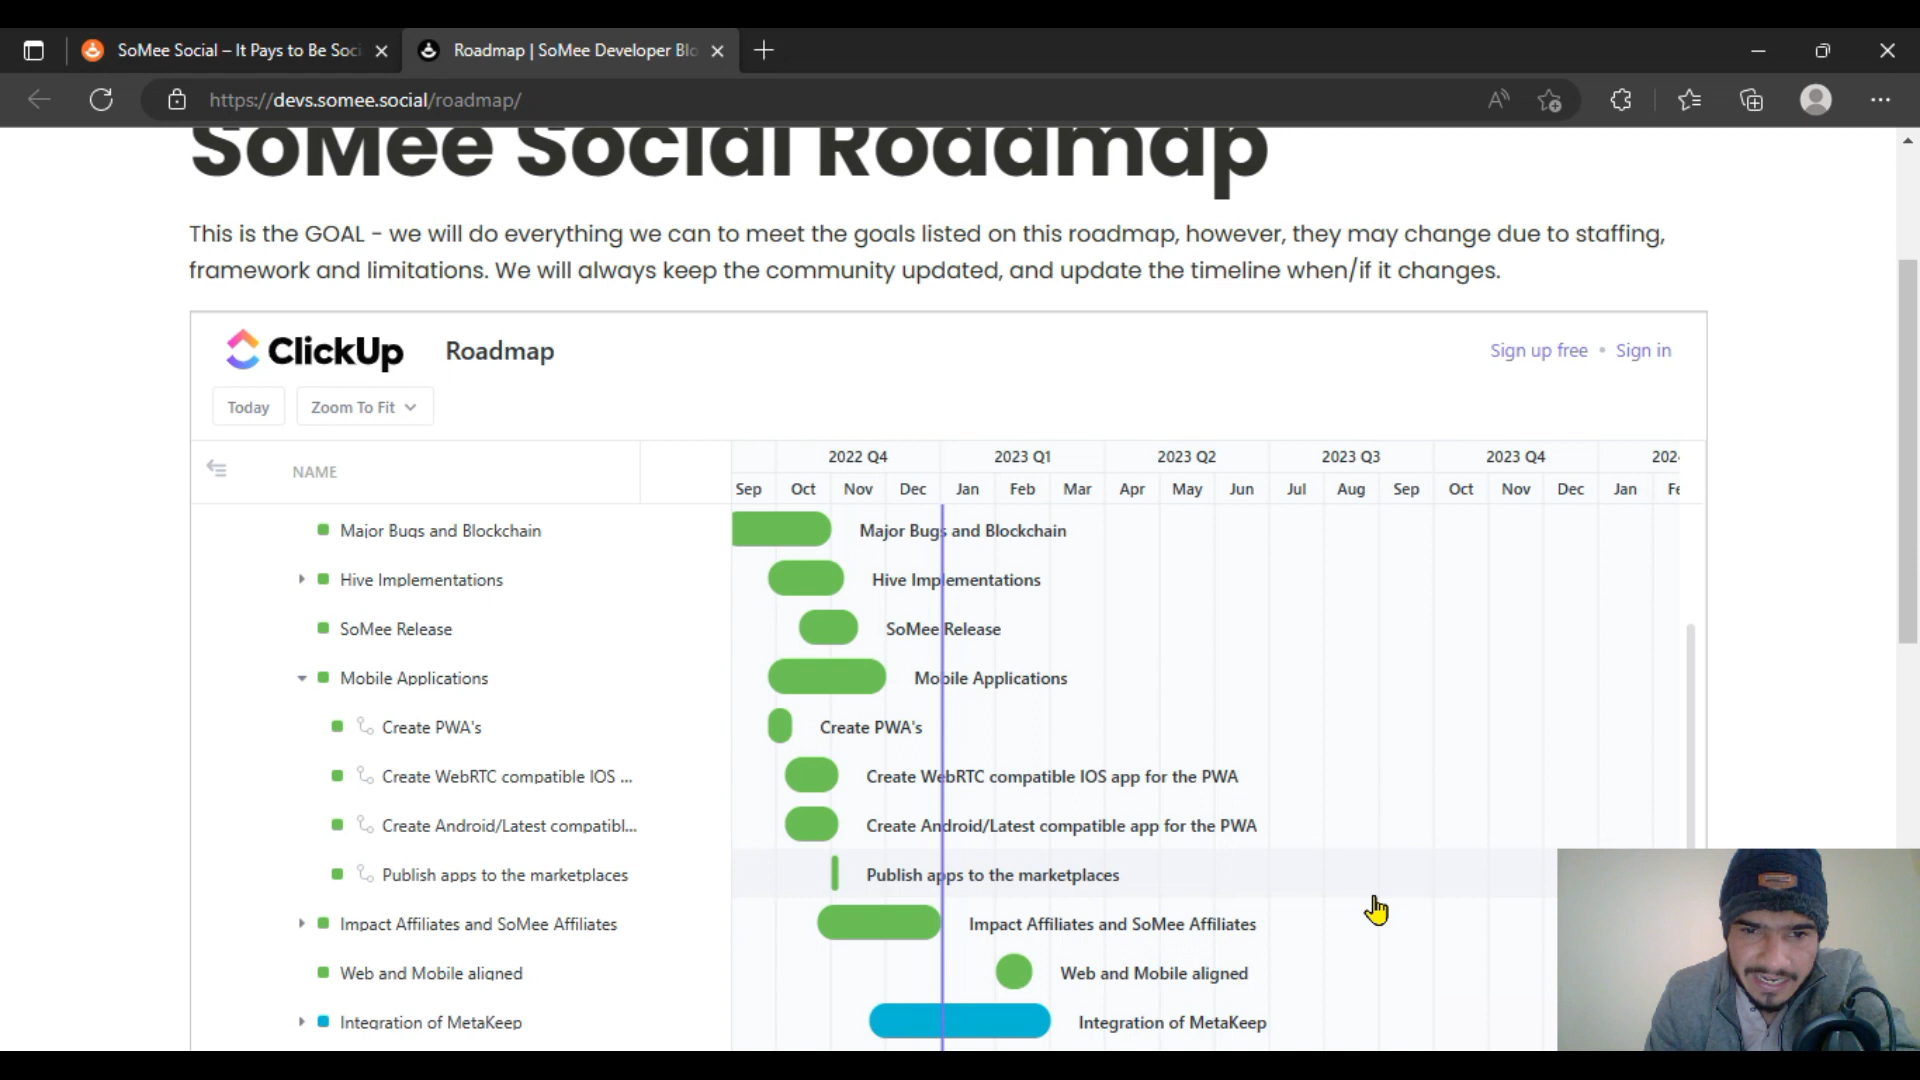 SoMee Social – It Pays to Be Soci
Roadmap | SoMee Developer Blo
https://devs.somee.social/roadmap/
SoMee Social Roadmap
This is the GOAL - we will do everything we can to meet the goals listed on this roadmap, however, they may change due to staffing,
framework and limitations. We will always keep the community updated, and update the timeline when/if it changes.
ClickUp Roadmap Sign up free • Sign in
Today Zoom To Fit
2022 Q4 2023 Q1 2023 Q2 2023 Q3 2023 Q4 202
NAME
Sep Oct Nov Dec Jan Feb Mar Apr May Jun Jul Aug Sep Oct Nov Dec Jan Fe
Major Bugs and Blockchain Major Bugs and Blockchain
Hive Implementations Hive Implementations
SoMee Release SoMee Release
Mobile Applications Mobile Applications
Create PWA's Create PWA's
Create WebRTC compatible IOS ... Create WebRTC compatible IOS app for the PWA
Create Android/Latest compatibl... Create Android/Latest compatible app for the PWA
Publish apps to the marketplaces Publish apps to the marketplaces
Impact Affiliates and SoMee Affiliates Impact Affiliates and SoMee Affiliates
Web and Mobile aligned Web and Mobile aligned
Integration of MetaKeep Integration of MetaKeep